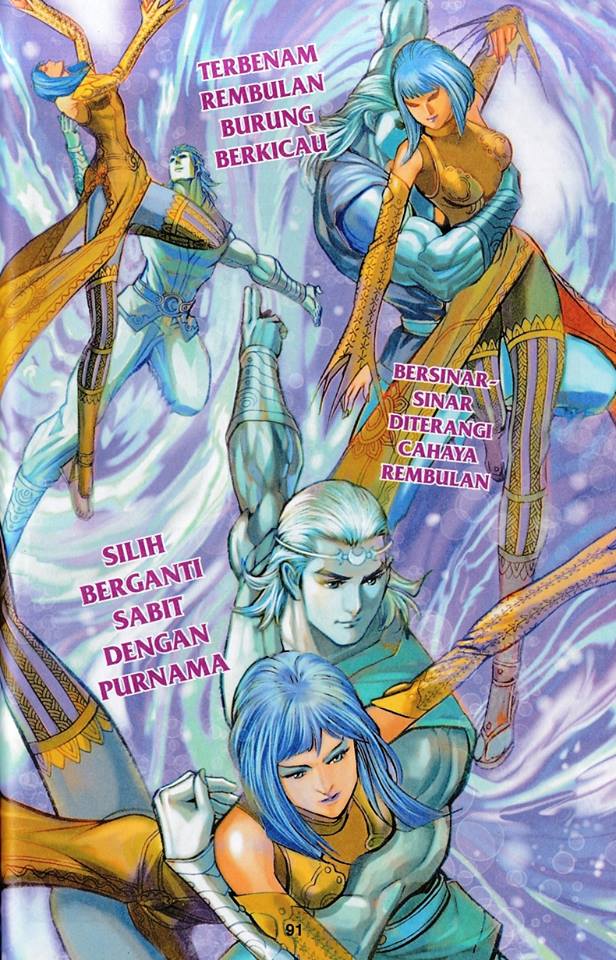 TERBENAM
REMBULAN
BURUNG
BERKICAU
BERSINAR-
SINAR
DITERANGI
CAHAYA
REMBULAN
SILIH
BERGANTI
SABIT
DENGAN
PURNAMA
91